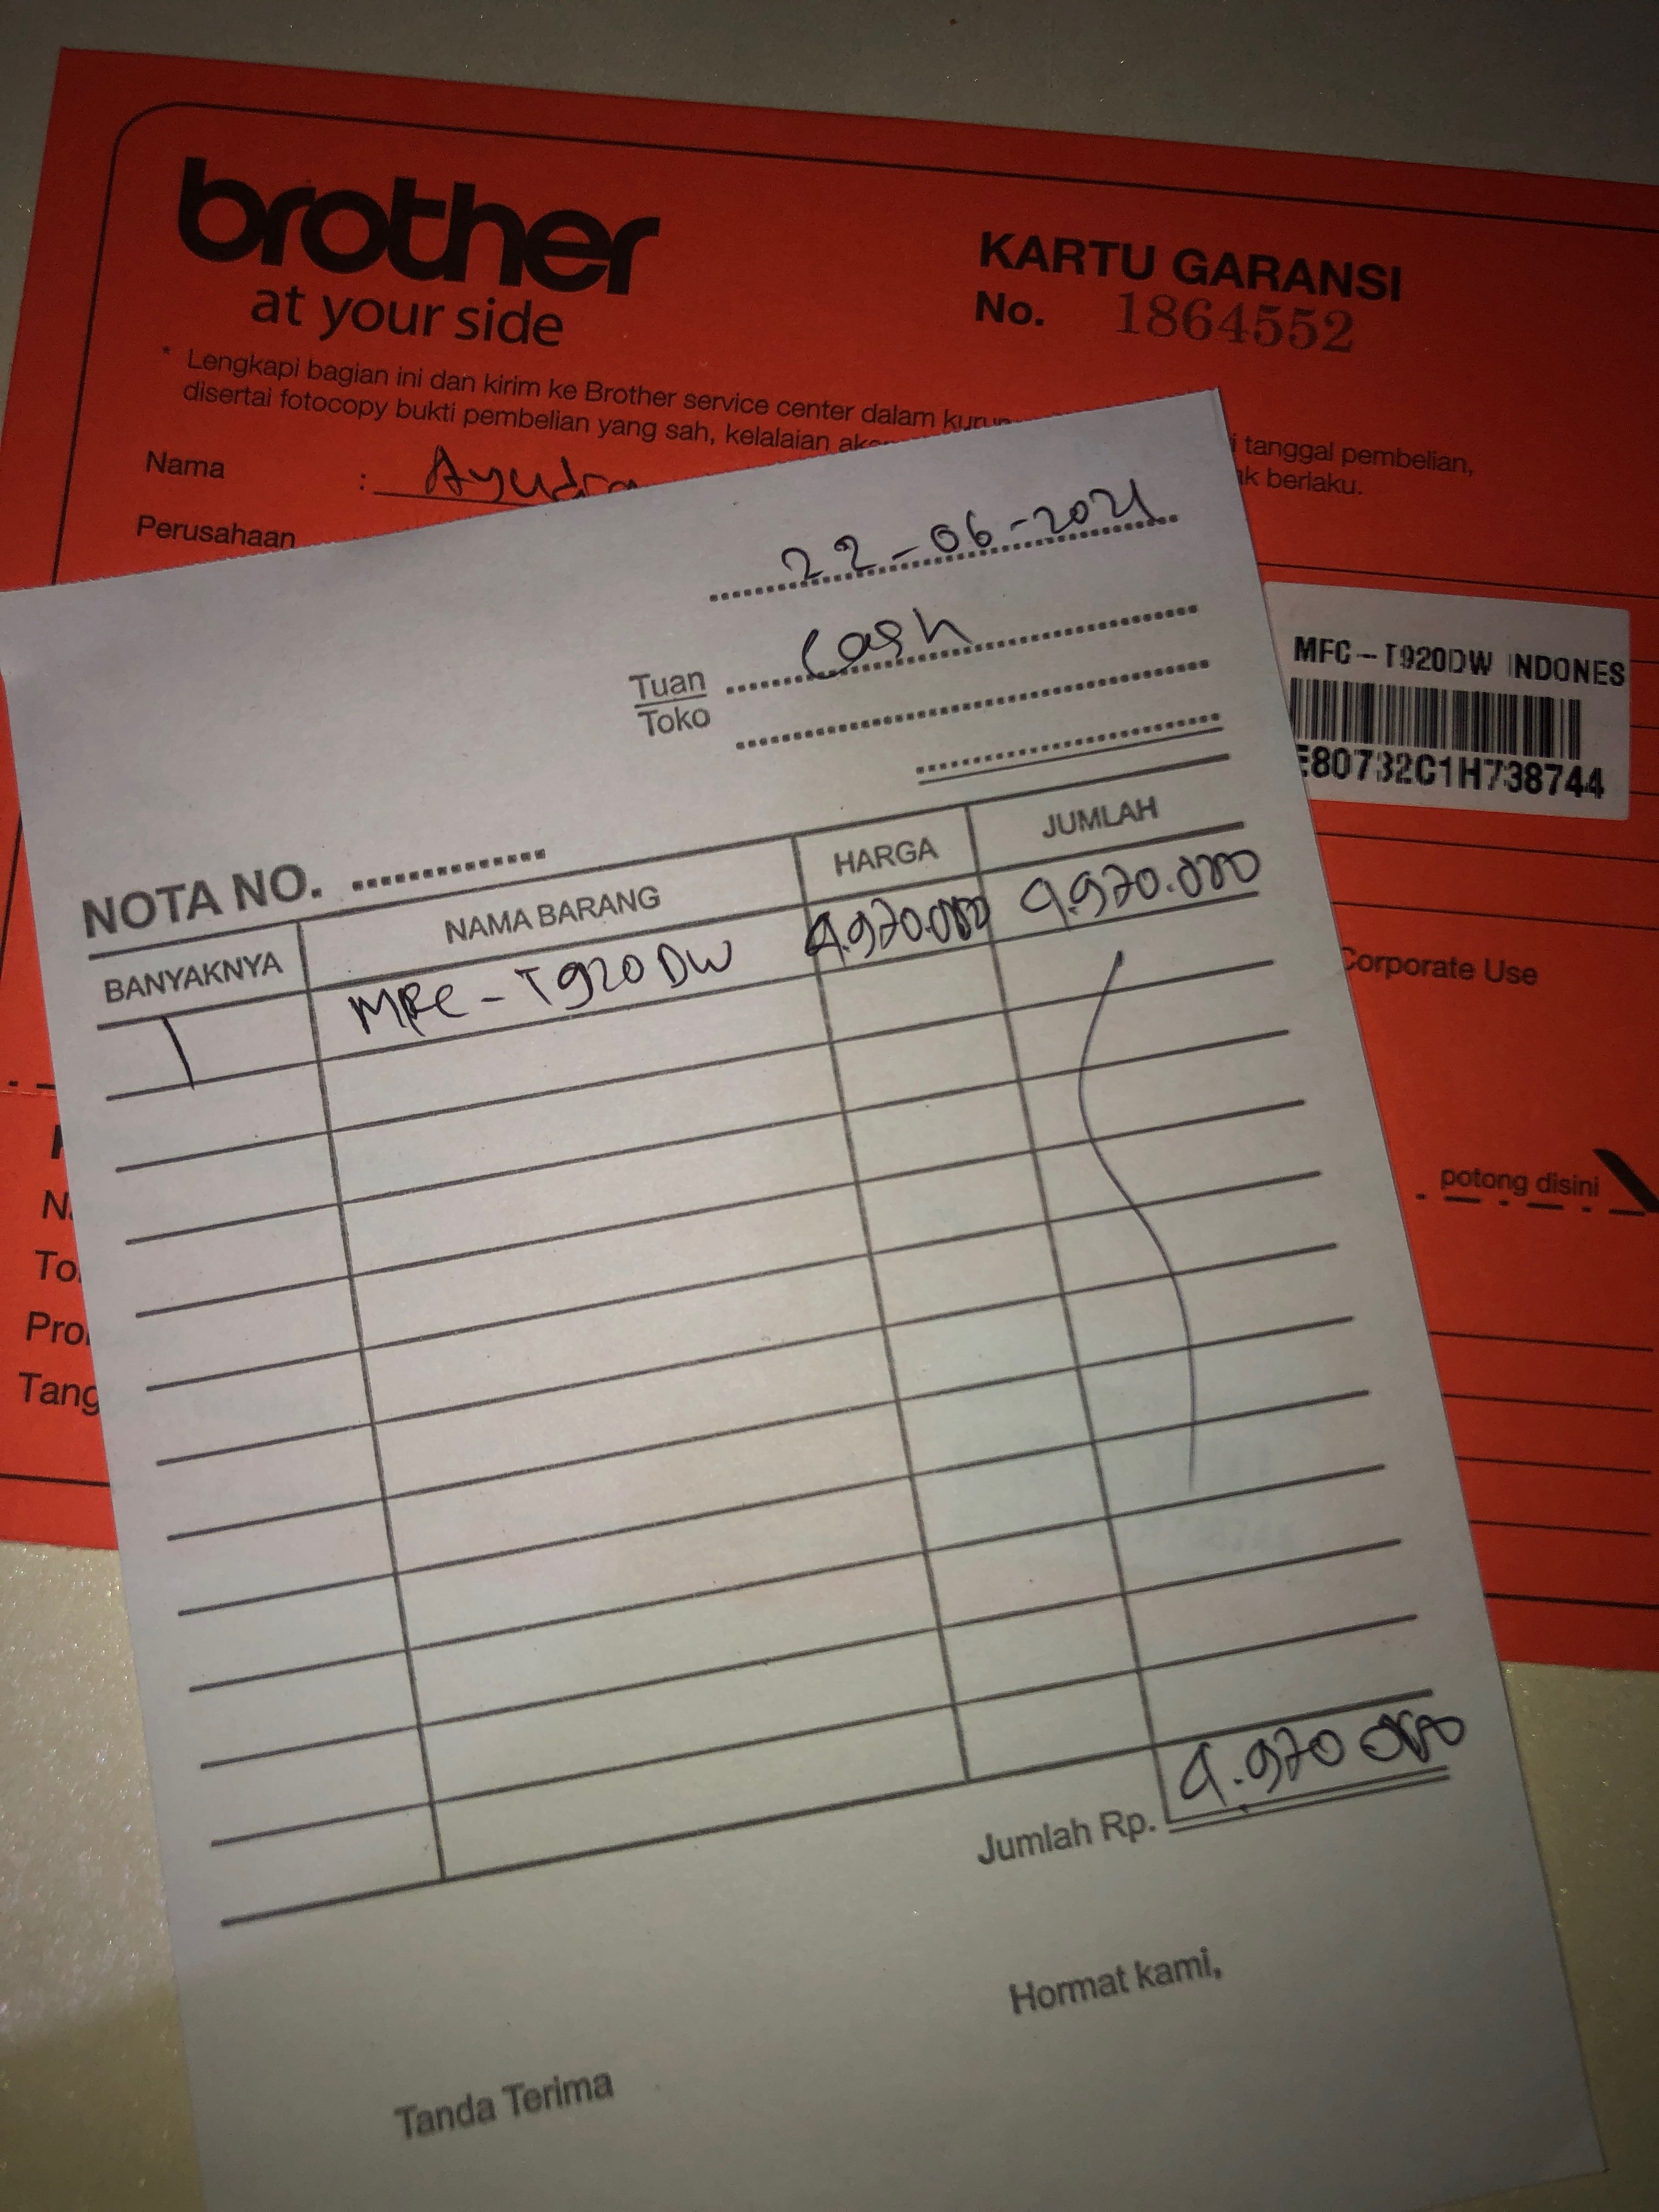 brother
at your side
KARTU GARANSI
No. 1864552
* Lengkapi bagian ini dan kirim ke Brother service center dalam
tanggal pembelian,
disertai fotocopy bukti pembelian yang sah, kelalaian
berlaku.
Nama :
Perusahaan
MFC-T920DW INDONES
E80732C1H738744
Corporate Use
potong disini
22-06-2021
Tuan
Toko
Cash
NOTA NO.
BANYAKNYA NAMA BARANG HARGA JUMLAH
1 MFC-T920DW 4.970.000 4.970.000
Jumlah Rp. 4.970.000
Tanda Terima
Hormat kami,